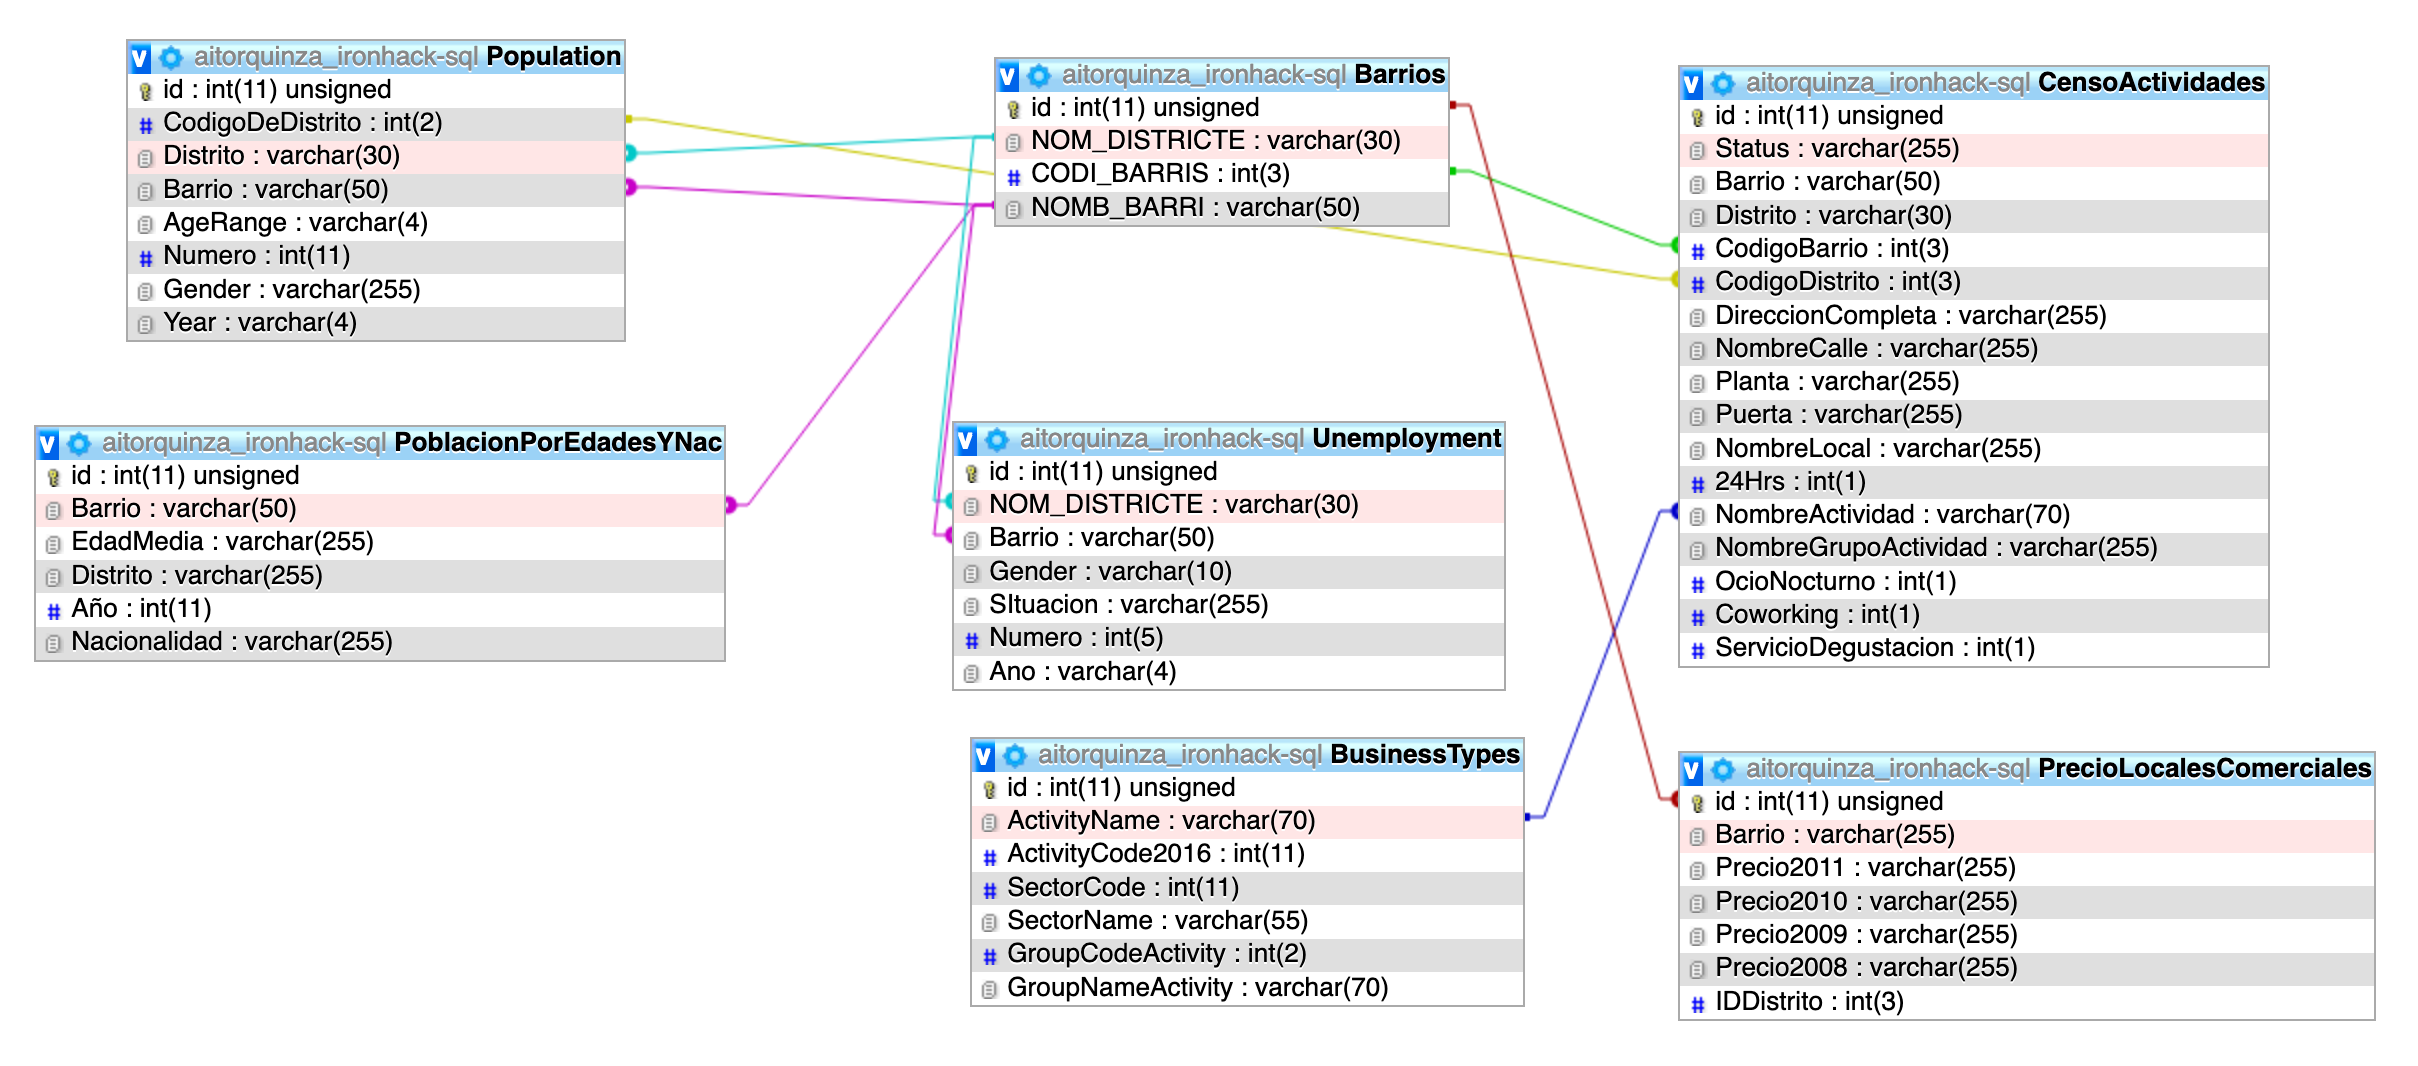 aitorquinza_ironhack-sql Population
id : int(11) unsigned
CodigoDeDistrito : int(2)
Distrito : varchar(30)
Barrio : varchar(50)
AgeRange : varchar(4)
Numero : int(11)
Gender : varchar(255)
Year : varchar(4)
aitorquinza_ironhack-sql Barrios
id : int(11) unsigned
NOM_DISTRICTE : varchar(30)
CODI_BARRIS : int(3)
NOMB_BARRI : varchar(50)
aitorquinza_ironhack-sql CensoActividades
id : int(11) unsigned
Status : varchar(255)
Barrio : varchar(50)
Distrito : varchar(30)
CodigoBarrio : int(3)
CodigoDistrito : int(3)
DireccionCompleta : varchar(255)
NombreCalle : varchar(255)
Planta : varchar(255)
Puerta : varchar(255)
NombreLocal : varchar(255)
24Hrs : int(1)
NombreActividad : varchar(70)
NombreGrupoActividad : varchar(255)
OcioNocturno : int(1)
Coworking : int(1)
ServicioDegustacion : int(1)
aitorquinza_ironhack-sql PoblacionPorEdadesYNac
id : int(11) unsigned
Barrio : varchar(50)
EdadMedia : varchar(255)
Distrito : varchar(255)
Año : int(11)
Nacionalidad : varchar(255)
aitorquinza_ironhack-sql Unemployment
id : int(11) unsigned
NOM_DISTRICTE : varchar(30)
Barrio : varchar(50)
Gender : varchar(10)
SItuacion : varchar(255)
Numero : int(5)
Ano : varchar(4)
aitorquinza_ironhack-sql BusinessTypes
id : int(11) unsigned
ActivityName : varchar(70)
ActivityCode2016 : int(11)
SectorCode : int(11)
SectorName : varchar(55)
GroupCodeActivity : int(2)
GroupNameActivity : varchar(70)
aitorquinza_ironhack-sql PrecioLocalesComerciales
id : int(11) unsigned
Barrio : varchar(255)
Precio2011 : varchar(255)
Precio2010 : varchar(255)
Precio2009 : varchar(255)
Precio2008 : varchar(255)
IDDistrito : int(3)